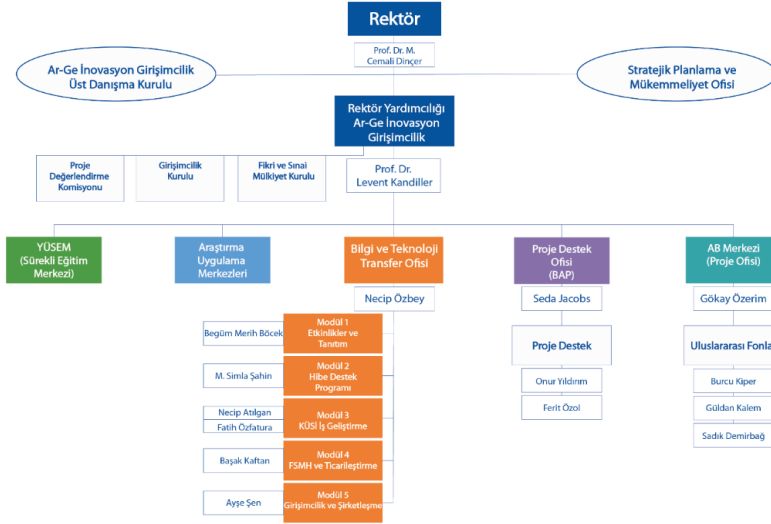 Rektör
Prof. Dr. M.
Cemali Dinçer
Ar-Ge İnovasyon Girişimcilik
Üst Danışma Kurulu
Stratejik Planlama ve
Mükemmeliyet Ofisi
Rektör Yardımcılığı
Ar-Ge İnovasyon
Girişimcilik
Proje
Değerlendirme
Komisyonu
Girişimcilik
Kurulu
Fikri ve Sınai
Mülkiyet Kurulu
Prof. Dr.
Levent Kandiller
YÜSEM
(Sürekli Eğitim
Merkezi)
Araştırma
Uygulama
Merkezleri
Bilgi ve Teknoloji
Transfer Ofisi
Proje Destek
Ofisi
(BAP)
AB Merkezi
(Proje Ofisi)
Necip Özbey
Seda Jacobs
Gökay Özerim
Begüm Merih Böcek
Modül 1
Etkinlikler ve
Tanıtım
M. Simla Şahin
Modül 2
Hibe Destek
Programı
Necip Atılgan
Fatih Özfatura
Modül 3
KÜSİ İş Geliştirme
Başak Kaftan
Modül 4
FSMH ve Ticarileştirme
Ayşe Şen
Modül 5
Girişimcilik ve Şirketleşme
Proje Destek
Onur Yıldırım
Ferit Özol
Uluslararası Fonla
Burcu Kiper
Güldan Kalem
Sadık Demirbağ